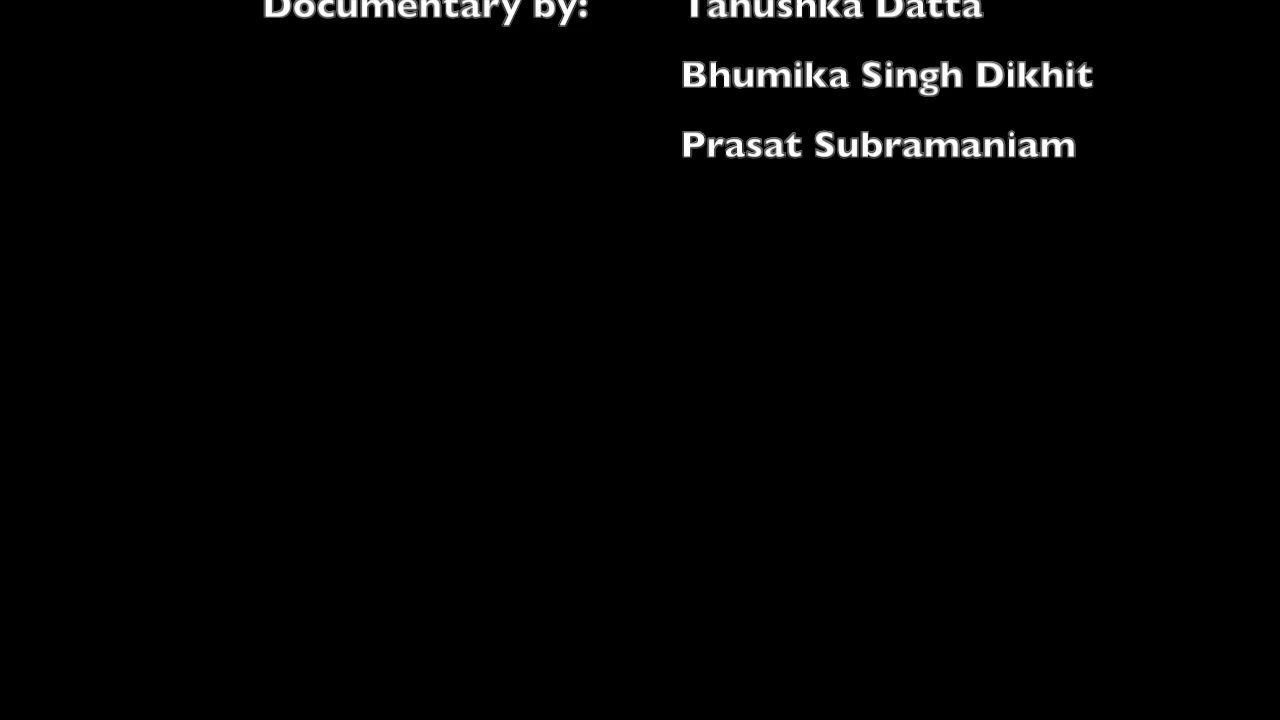 Documentary by: Tanushka Datta
Bhumika Singh Dikhit
Prasat Subramaniam